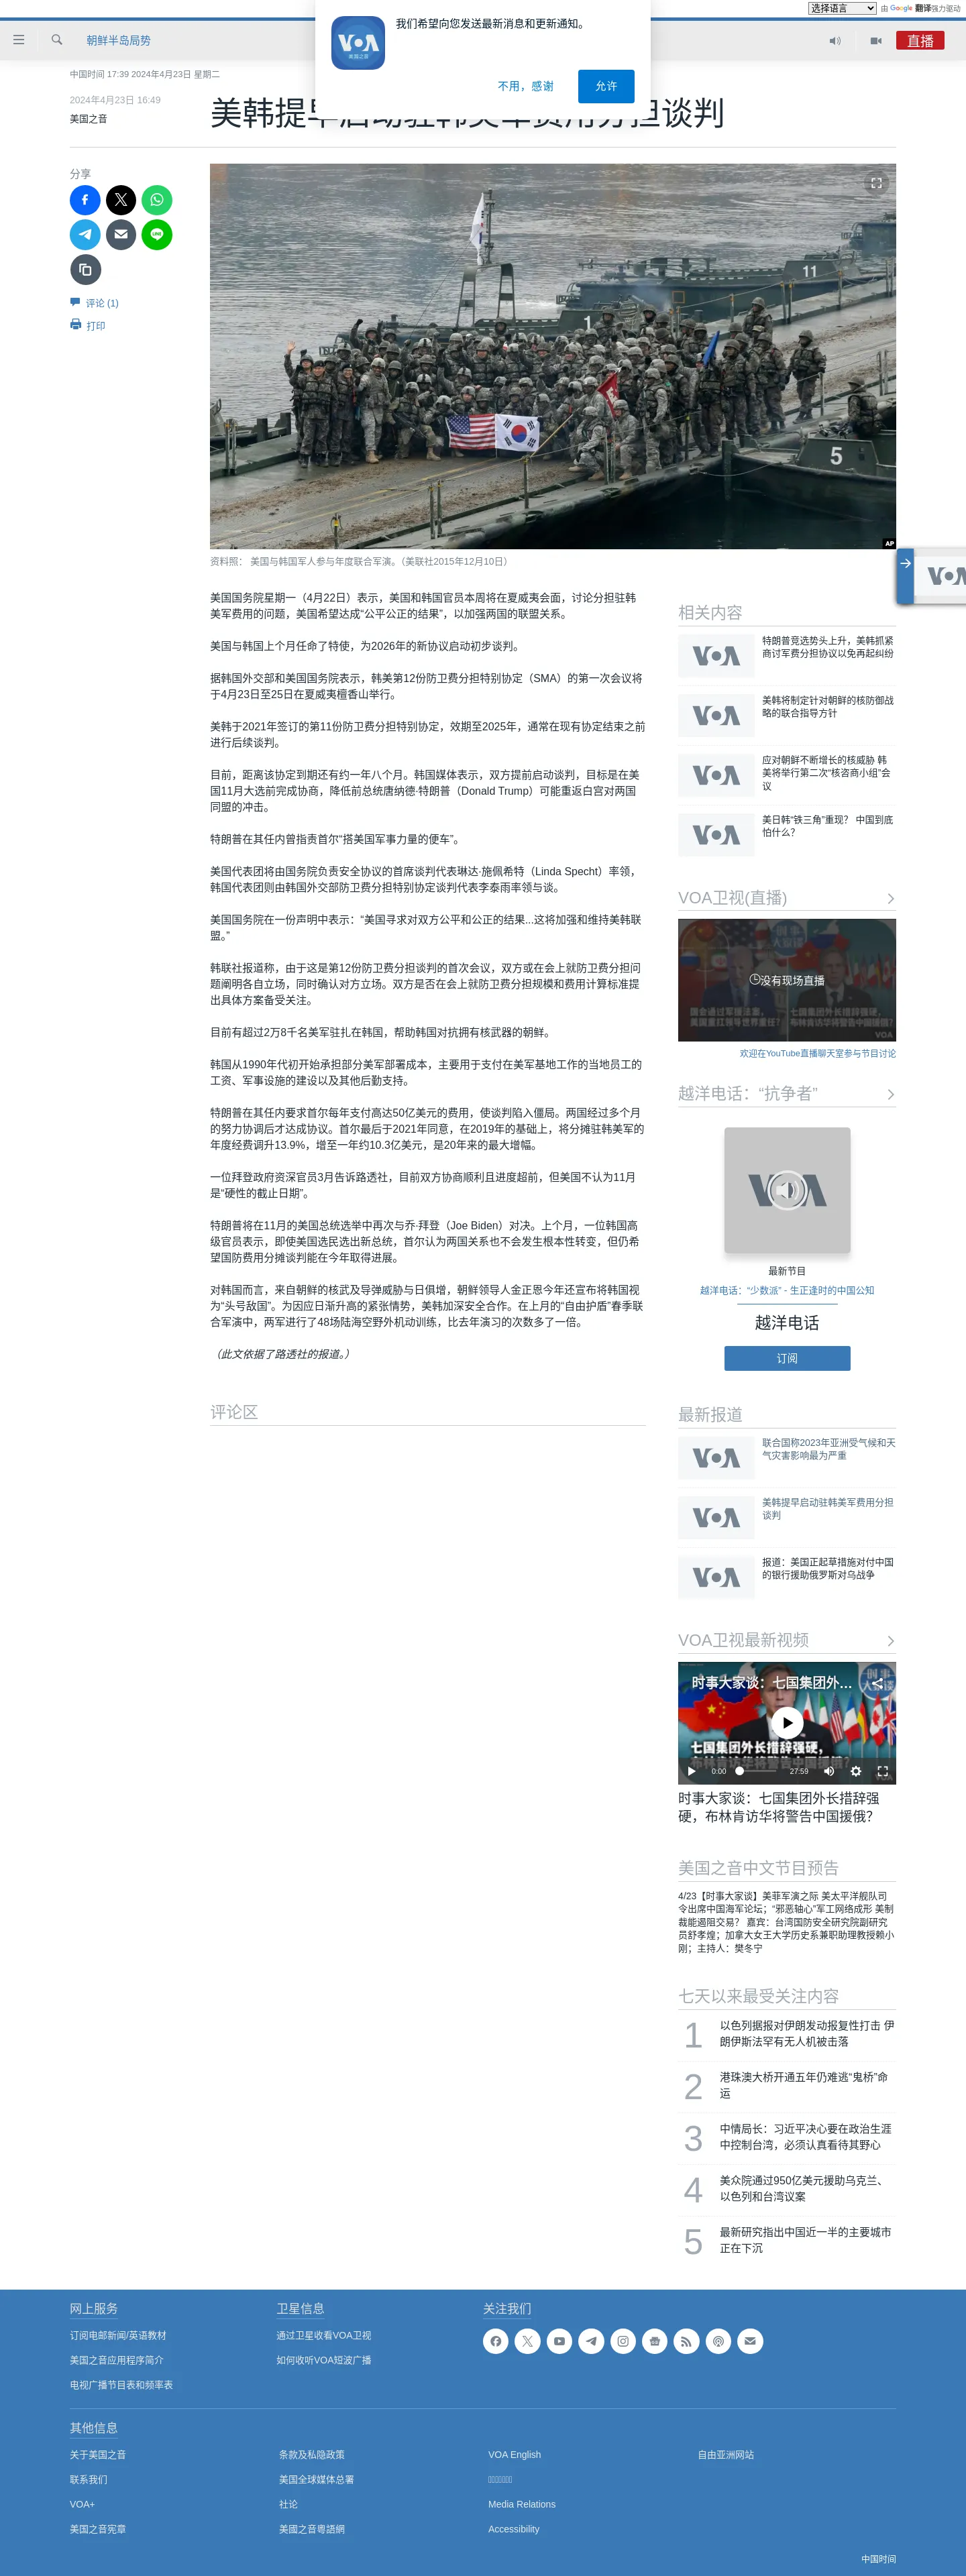 选择语言 由 Google 翻译强力驱动
我们希望向您发送最新消息和更新通知。
不用，感谢
允许
VOA
美国之音
朝鲜半岛局势
直播
中国时间 17:39 2024年4月23日 星期二
2024年4月23日 16:49
美国之音
美韩提早启动驻韩美军费用分担谈判
分享
评论 (1)
打印
11
1
5
AP
资料照： 美国与韩国军人参与年度联合军演。（美联社2015年12月10日）
美国国务院星期一（4月22日）表示，美国和韩国官员本周将在夏威夷会面，讨论分担驻韩
美军费用的问题，美国希望达成“公平公正的结果”，以加强两国的联盟关系。
美国与韩国上个月任命了特使，为2026年的新协议启动初步谈判。
据韩国外交部和美国国务院表示，韩美第12份防卫费分担特别协定（SMA）的第一次会议将
于4月23日至25日在夏威夷檀香山举行。
美韩于2021年签订的第11份防卫费分担特别协定，效期至2025年，通常在现有协定结束之前
进行后续谈判。
目前，距离该协定到期还有约一年八个月。韩国媒体表示，双方提前启动谈判，目标是在美
国11月大选前完成协商，降低前总统唐纳德·特朗普（Donald Trump）可能重返白宫对两国
同盟的冲击。
特朗普在其任内曾指责首尔“搭美国军事力量的便车”。
美国代表团将由国务院负责安全协议的首席谈判代表琳达·施佩希特（Linda Specht）率领，
韩国代表团则由韩国外交部防卫费分担特别协定谈判代表李泰雨率领与谈。
美国国务院在一份声明中表示：“美国寻求对双方公平和公正的结果...这将加强和维持美韩联
盟。”
韩联社报道称，由于这是第12份防卫费分担谈判的首次会议，双方或在会上就防卫费分担问
题阐明各自立场，同时确认对方立场。双方是否在会上就防卫费分担规模和费用计算标准提
出具体方案备受关注。
目前有超过2万8千名美军驻扎在韩国，帮助韩国对抗拥有核武器的朝鲜。
韩国从1990年代初开始承担部分美军部署成本，主要用于支付在美军基地工作的当地员工的
工资、军事设施的建设以及其他后勤支持。
特朗普在其任内要求首尔每年支付高达50亿美元的费用，使谈判陷入僵局。两国经过多个月
的努力协调后才达成协议。首尔最后于2021年同意，在2019年的基础上，将分摊驻韩美军的
年度经费调升13.9%，增至一年约10.3亿美元，是20年来的最大增幅。
一位拜登政府资深官员3月告诉路透社，目前双方协商顺利且进度超前，但美国不认为11月
是“硬性的截止日期”。
特朗普将在11月的美国总统选举中再次与乔·拜登（Joe Biden）对决。上个月，一位韩国高
级官员表示，即使美国选民选出新总统，首尔认为两国关系也不会发生根本性转变，但仍希
望国防费用分摊谈判能在今年取得进展。
对韩国而言，来自朝鲜的核武及导弹威胁与日俱增，朝鲜领导人金正恩今年还宣布将韩国视
为“头号敌国”。为因应日渐升高的紧张情势，美韩加深安全合作。在上月的“自由护盾”春季联
合军演中，两军进行了48场陆海空野外机动训练，比去年演习的次数多了一倍。
（此文依据了路透社的报道。）
评论区
相关内容
特朗普竞选势头上升，美韩抓紧
商讨军费分担协议以免再起纠纷
美韩将制定针对朝鲜的核防御战
略的联合指导方针
应对朝鲜不断增长的核威胁 韩
美将举行第二次“核咨商小组”会
议
美日韩“铁三角”重现？ 中国到底
怕什么？
VOA卫视(直播)
没有现场直播
欢迎在YouTube直播聊天室参与节目讨论
越洋电话：“抗争者”
最新节目
越洋电话：“少数派” - 生正逢时的中国公知
越洋电话
订阅
最新报道
联合国称2023年亚洲受气候和天
气灾害影响最为严重
美韩提早启动驻韩美军费用分担
谈判
报道：美国正起草措施对付中国
的银行援助俄罗斯对乌战争
VOA卫视最新视频
时事大家谈：七国集团外…
七国集团外长措辞强硬，
布林肯访华将警告中国援俄？
0:00 27:59
时事大家谈：七国集团外长措辞强
硬，布林肯访华将警告中国援俄？
美国之音中文节目预告
4/23【时事大家谈】美菲军演之际 美太平洋舰队司
令出席中国海军论坛；“邪恶轴心”军工网络成形 美制
裁能遏阻交易？ 嘉宾：台湾国防安全研究院副研究
员舒孝煌；加拿大女王大学历史系兼职助理教授赖小
刚；主持人：樊冬宁
七天以来最受关注内容
1 以色列据报对伊朗发动报复性打击 伊
朗伊斯法罕有无人机被击落
2 港珠澳大桥开通五年仍难逃“鬼桥”命
运
3 中情局长：习近平决心要在政治生涯
中控制台湾，必须认真看待其野心
4 美众院通过950亿美元援助乌克兰、
以色列和台湾议案
5 最新研究指出中国近一半的主要城市
正在下沉
网上服务
订阅电邮新闻/英语教材
美国之音应用程序简介
电视广播节目表和频率表
卫星信息
通过卫星收看VOA卫视
如何收听VOA短波广播
关注我们
其他信息
关于美国之音
联系我们
VOA+
美国之音宪章
条款及私隐政策
美国全球媒体总署
社论
美國之音粵語網
VOA English
Media Relations
Accessibility
自由亚洲网站
中国时间